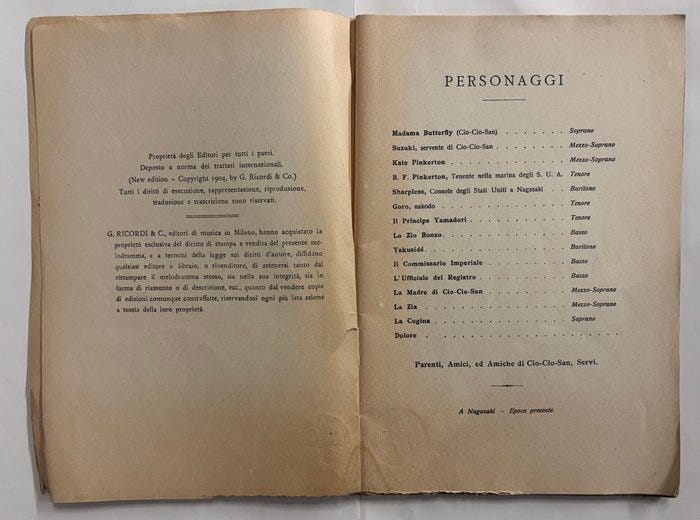 Proprietà degli Editori per tutti i paesi.
Deposto a norma dei trattati internazionali.
(New edition - Copyright 1904, by G. Ricordi & Co.)
Tutti i diritti di esecuzione, rappresentazione, riproduzione,
traduzione e trascrizione sono riservati.
G. RICORDI & C., editori di musica in Milano, hanno acquistato la
proprietà esclusiva del diritto di stampa e vendita del presente me-
lodramma, e a termini della legge sui diritti d'autore, diffidano
qualsiasi editore o libraio, o rivenditore, di astenersi tanto dal
ristampare il melodramma stesso, sia nella sua integrità, sia in
forma di riassunto o di descrizione, ecc., quanto dal vendere copie
di edizioni comunque contraffatte, riservandosi ogni più lata azione
a tutela della loro proprietà.
PERSONAGGI
Madama Butterfly (Cio-Cio-San) . . . . . . . Soprano
Suzuki, servente di Cio-Cio-San . . . . . . . Mezzo-Soprano
Kate Pinkerton . . . . . . . . . . . . Mezzo-Soprano
B. F. Pinkerton, Tenente nella marina degli S. U. A. Tenore
Sharpless, Console degli Stati Uniti a Nagasaki . . Baritono
Goro, nakodo . . . . . . . . . . . . Tenore
Il Principe Yamadori . . . . . . . . . . Tenore
Lo Zio Bonzo . . . . . . . . . . . . Basso
Yakusidé . . . . . . . . . . . . . . Baritono
Il Commissario Imperiale . . . . . . . . . Basso
L'Ufficiale del Registro . . . . . . . . . Basso
La Madre di Cio-Cio-San . . . . . . . . . Mezzo-Soprano
La Zia . . . . . . . . . . . . . . Mezzo-Soprano
La Cugina . . . . . . . . . . . . . Soprano
Dolore . . . . . . . . . . . . . . . . . .
Parenti, Amici, ed Amiche di Cio-Cio-San, Servi.
A Nagasaki — Epoca presente.